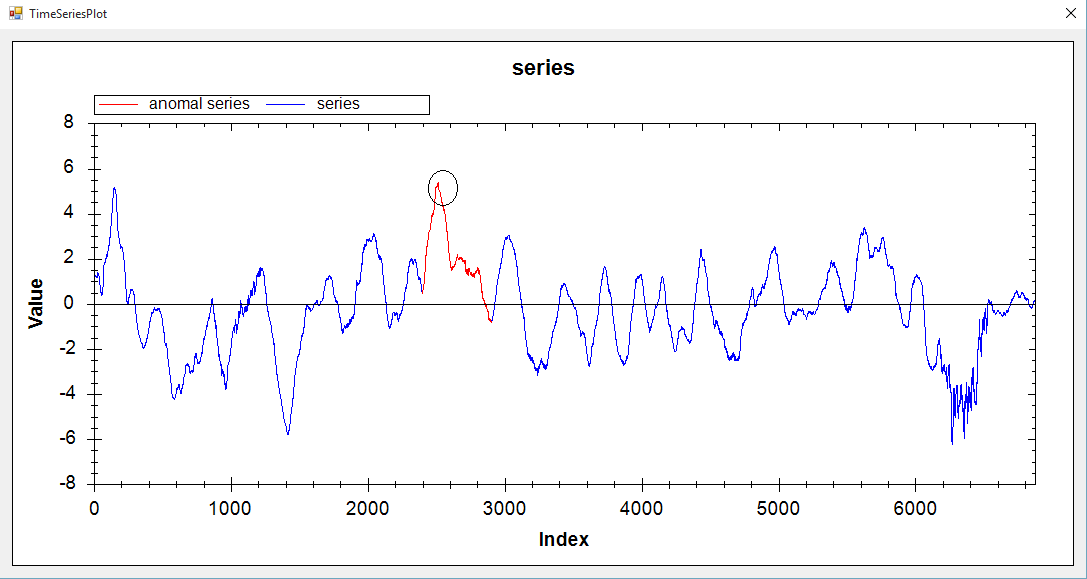 TimeSeriesPlot
series
anomal series series
8
6
4
2
0
-2
-4
-6
-8
Value
0 1000 2000 3000 4000 5000 6000
Index